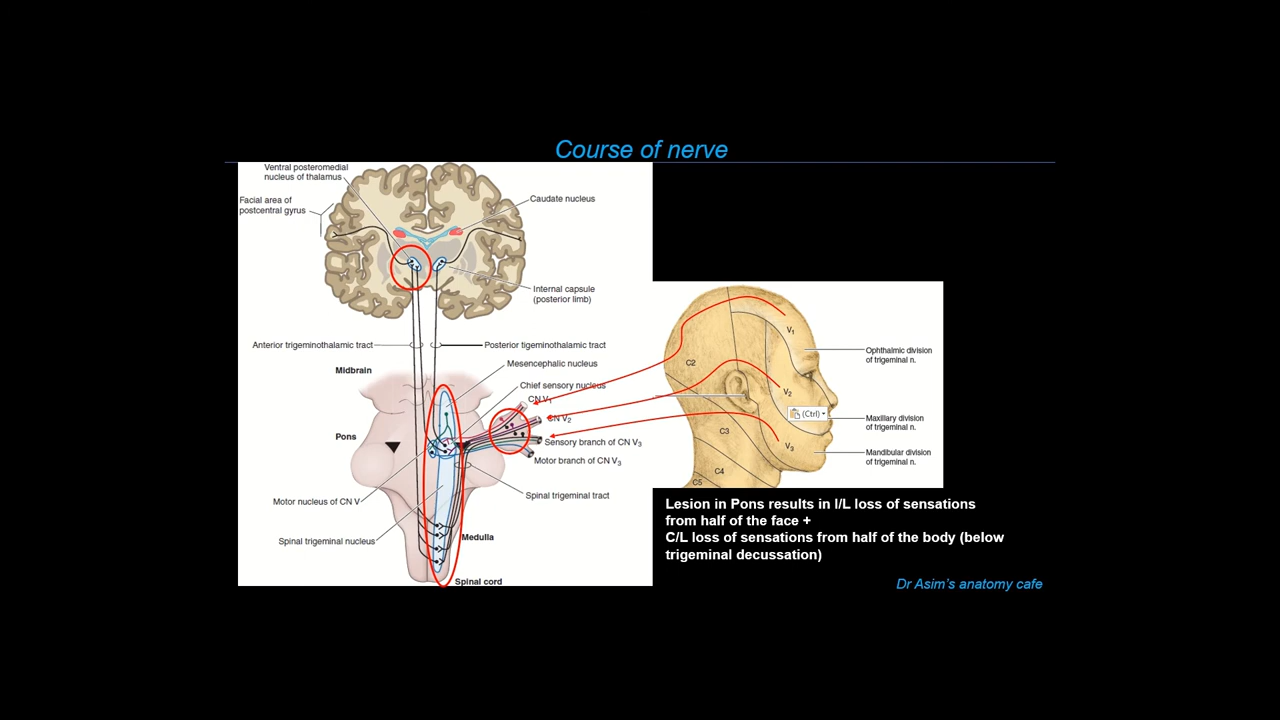 Course of nerve
Ventral posteromedial
nucleus of thalamus
Facial area of
postcentral gyrus
Caudate nucleus
Internal capsule
(posterior limb)
Anterior trigeminothalamic tract
Posterior tigeminothalamic tract
Mesencephalic nucleus
Midbrain
Chief sensory nucleus
CN V1
CN V2
Pons
Sensory branch of CN V3
Motor branch of CN V3
Spinal trigeminal tract
Motor nucleus of CN V
Spinal trigeminal nucleus
Medulla
Spinal cord
V1
C2
Ophthalmic division
of trigeminal n.
V2
(Ctrl)
Maxillary division
of trigeminal n.
C3
V3
Mandibular division
of trigeminal n.
C4
C5
Lesion in Pons results in I/L loss of sensations
from half of the face +
C/L loss of sensations from half of the body (below
trigeminal decussation)
Dr Asim's anatomy cafe